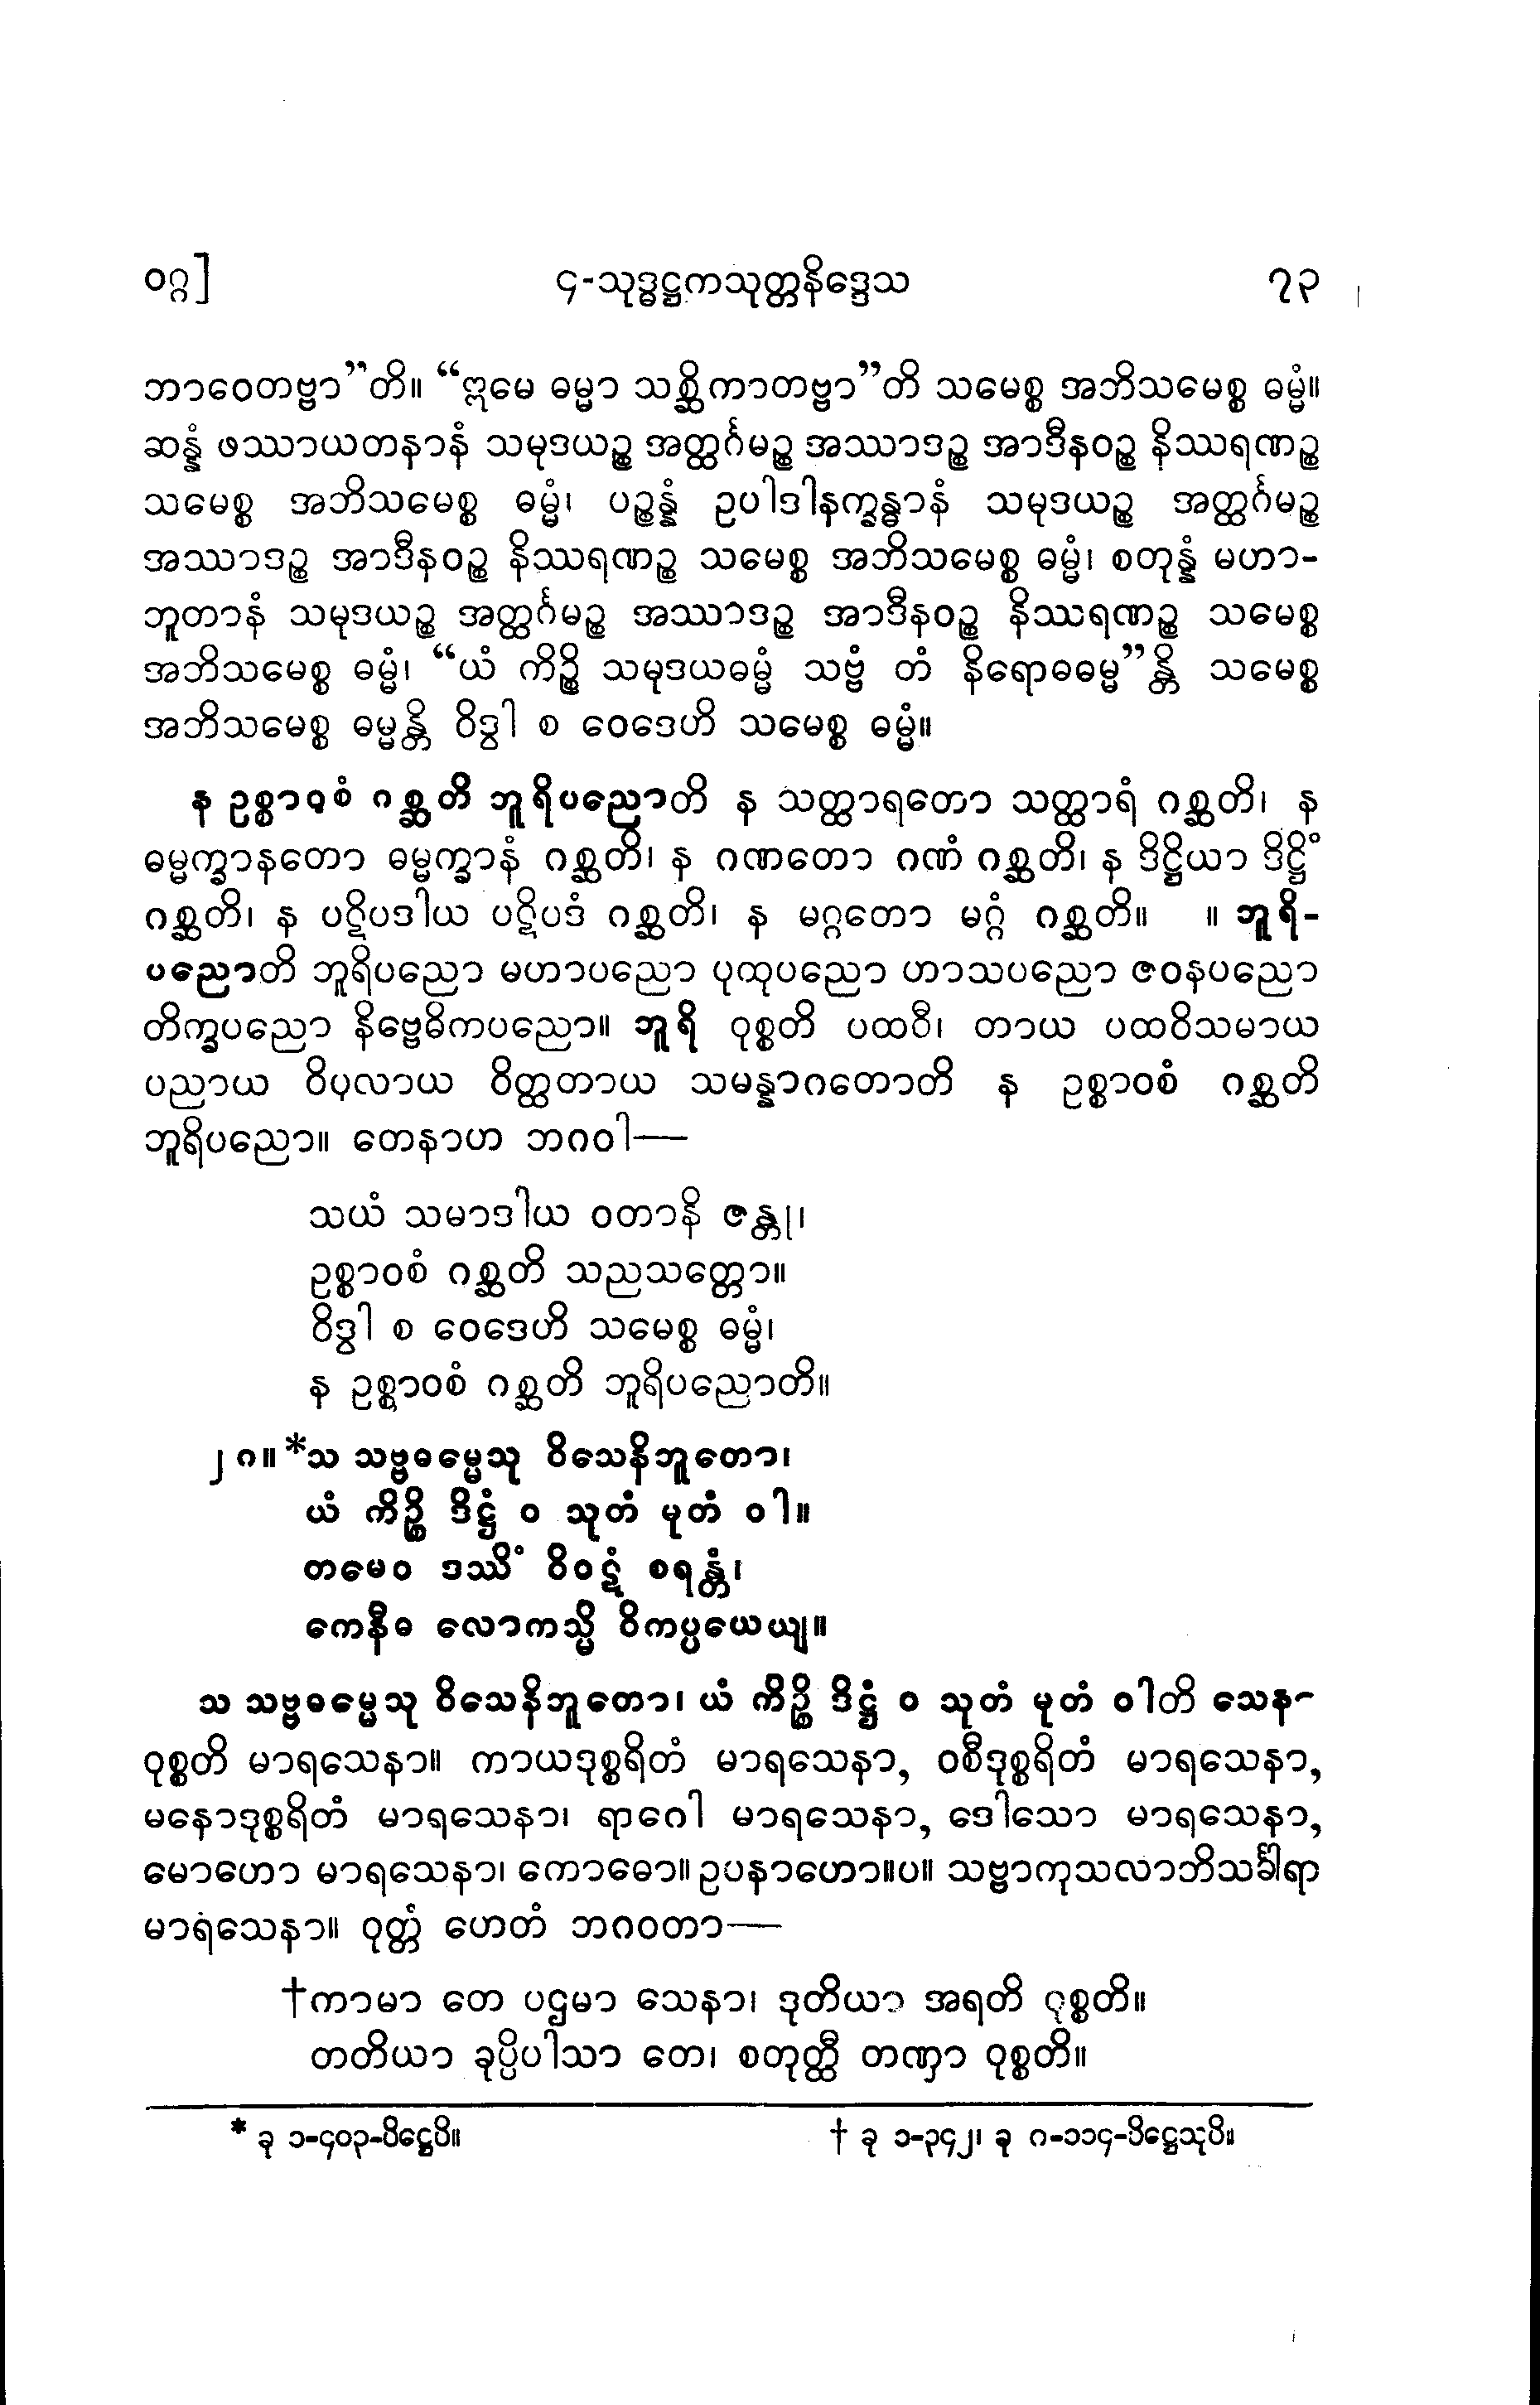 ဝဂ္ဂ]
၄-သုဒ္ဓဋ္ဌကသုတ္တနိဒ္ဒေသ
၇၃
ဘာဝေတဗ္ဗာ”တိ။ “ဣမေ ဓမ္မာ သစ္ဆိကာတဗ္ဗာ”တိ သမေစ္စ အဘိသမေစ္စ ဓမ္မံ။
ဆန္နံ ဖဿာယတနာနံ သမုဒယဉ္စ အတ္ထင်္ဂမဉ္စ အဿာဒဉ္စ အာဒီနဝဉ္စ နိဿရဏဉ္စ
သမေစ္စ အဘိသမေစ္စ ဓမ္မံ၊ ပဉ္စန္နံ ဥပါဒါနက္ခန္ဓာနံ သမုဒယဉ္စ အတ္ထင်္ဂမဉ္စ
အဿာဒဉ္စ အာဒီနဝဉ္စ နိဿရဏဉ္စ သမေစ္စ အဘိသမေစ္စ ဓမ္မံ၊ စတုန္နံ မဟာ-
ဘူတာနံ သမုဒယဉ္စ အတ္ထင်္ဂမဉ္စ အဿာဒဉ္စ အာဒီနဝဉ္စ နိဿရဏဉ္စ သမေစ္စ
အဘိသမေစ္စ ဓမ္မံ၊ “ယံ ကိဉ္စိ သမုဒယဓမ္မံ သဗ္ဗံ တံ နိရောဓဓမ္မ”န္တိ သမေစ္စ
အဘိသမေစ္စ ဓမ္မန္တိ ဝိဒွါ စ ဝေဒေဟိ သမေစ္စ ဓမ္မံ။
န ဥစ္စာဝစံ ဂစ္ဆတိ ဘူရိပညောတိ န သတ္ထာရတော သတ္ထာရံ ဂစ္ဆတိ၊ န
ဓမ္မက္ခာနတော ဓမ္မက္ခာနံ ဂစ္ဆတိ၊ န ဂဏတော ဂဏံ ဂစ္ဆတိ၊ န ဒိဋ္ဌိယာ ဒိဋ္ဌိံ
ဂစ္ဆတိ၊ န ပဋိပဒါယ ပဋိပဒံ ဂစ္ဆတိ၊ န မဂ္ဂတော မဂ္ဂံ ဂစ္ဆတိ။ ။ ဘူရိ-
ပညောတိ ဘူရိပညော မဟာပညော ပုထုပညော ဟာသပညော ဇဝနပညော
တိက္ခပညော နိဗ္ဗေဓိကပညော။ ဘူရိ ဝုစ္စတိ ပထဝီ၊ တာယ ပထဝိသမာယ
ပညာယ ဝိပုလာယ ဝိတ္ထတာယ သမန္နာဂတောတိ န ဥစ္စာဝစံ ဂစ္ဆတိ
ဘူရိပညော။ တေနာဟ ဘဂဝါ—
သယံ သမာဒါယ ဝတာနိ ဇန္တု၊
ဥစ္စာဝစံ ဂစ္ဆတိ သညသတ္တော။
ဝိဒွါ စ ဝေဒေဟိ သမေစ္စ ဓမ္မံ၊
န ဥစ္စာဝစံ ဂစ္ဆတိ ဘူရိပညောတိ။
၂၈။ *သ သဗ္ဗဓမ္မေသု ဝိသေနိဘူတော၊
ယံ ကိဉ္စိ ဒိဋ္ဌံ ဝ သုတံ မုတံ ဝါ။
တမေဝ ဒဿိံ ဝိဝဋံ စရန္တံ၊
ကေနီဓ လောကသ္မိံ ဝိကပ္ပယေယျ။
သ သဗ္ဗဓမ္မေသု ဝိသေနိဘူတော၊ ယံ ကိဉ္စိ ဒိဋ္ဌံ ဝ သုတံ မုတံ ဝါတိ သေနာ
ဝုစ္စတိ မာရသေနာ။ ကာယဒုစ္စရိတံ မာရသေနာ, ဝစီဒုစ္စရိတံ မာရသေနာ,
မနောဒုစ္စရိတံ မာရသေနာ၊ ရာဂေါ မာရသေနာ, ဒေါသော မာရသေနာ,
မောဟော မာရသေနာ၊ ကောဓော။ ဥပနာဟော။ပ။ သဗ္ဗာကုသလာဘိသင်္ခါရာ
မာရသေနာ။ ဝုတ္တံ ဟေတံ ဘဂဝတာ—
†ကာမာ တေ ပဌမာ သေနာ၊ ဒုတိယာ အရတိ ဝုစ္စတိ။
တတိယာ ခုပ္ပိပါသာ တေ၊ စတုတ္ထီ တဏှာ ဝုစ္စတိ။
* ခု ၁-၄၀၃-ပိဋ္ဌေပိ။
† ခု ၁-၃၄၂၊ ခု ၈-၁၁၄-ပိဋ္ဌေသုပိ။